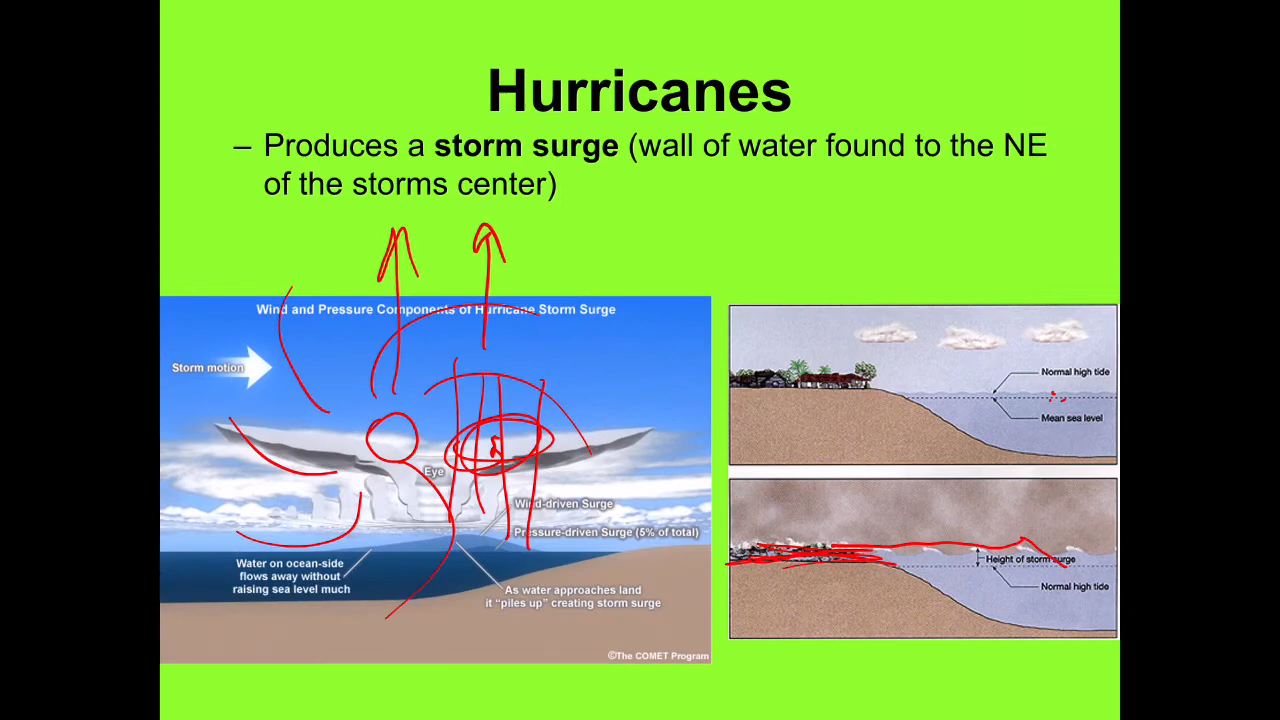 Hurricanes
– Produces a storm surge (wall of water found to the NE
of the storms center)
Wind and Pressure Components of Hurricane Storm Surge
Storm motion
Eye
Wind-driven Surge
Pressure-driven Surge (5% of total)
Water on ocean-side
flows away without
raising sea level much
As water approaches land
it “piles up” creating storm surge
©The COMET Program
Normal high tide
Mean sea level
Height of storm surge
Normal high tide